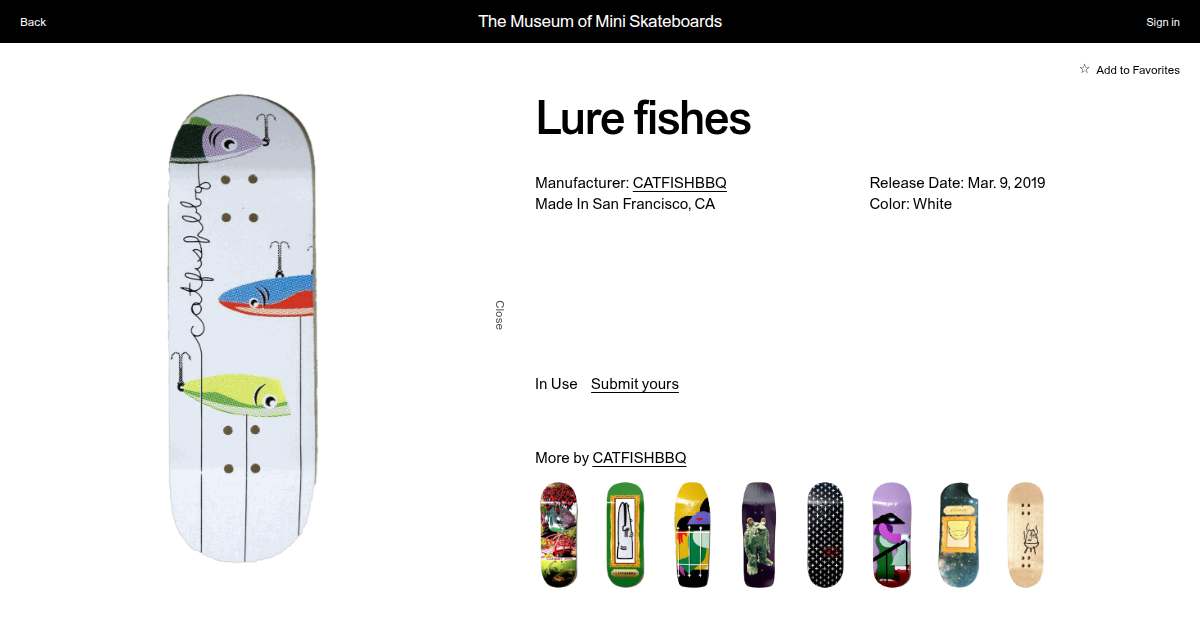 Back
The Museum of Mini Skateboards
Sign in
☆ Add to Favorites
Lure fishes
Manufacturer: CATFISHBBQ
Made In San Francisco, CA
Release Date: Mar. 9, 2019
Color: White
catfishbbq
Close
In Use Submit yours
More by CATFISHBBQ